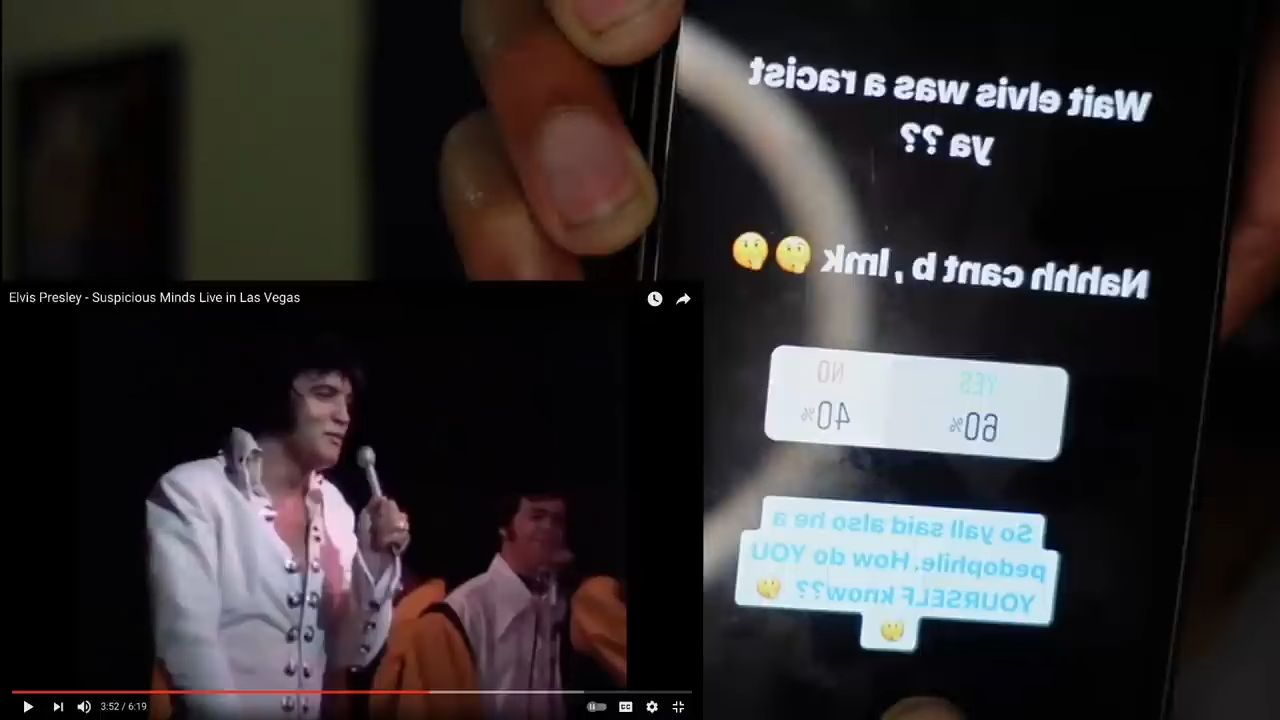 Wait elvis was a racist
ya ??
Nahhh cant b , lmk 🤔🤔
YES NO
60% 40%
So yall said also he a
pedophile. How do YOU
YOURSELF know?? 🤔
🤔
Elvis Presley - Suspicious Minds Live in Las Vegas
3:52 / 6:19